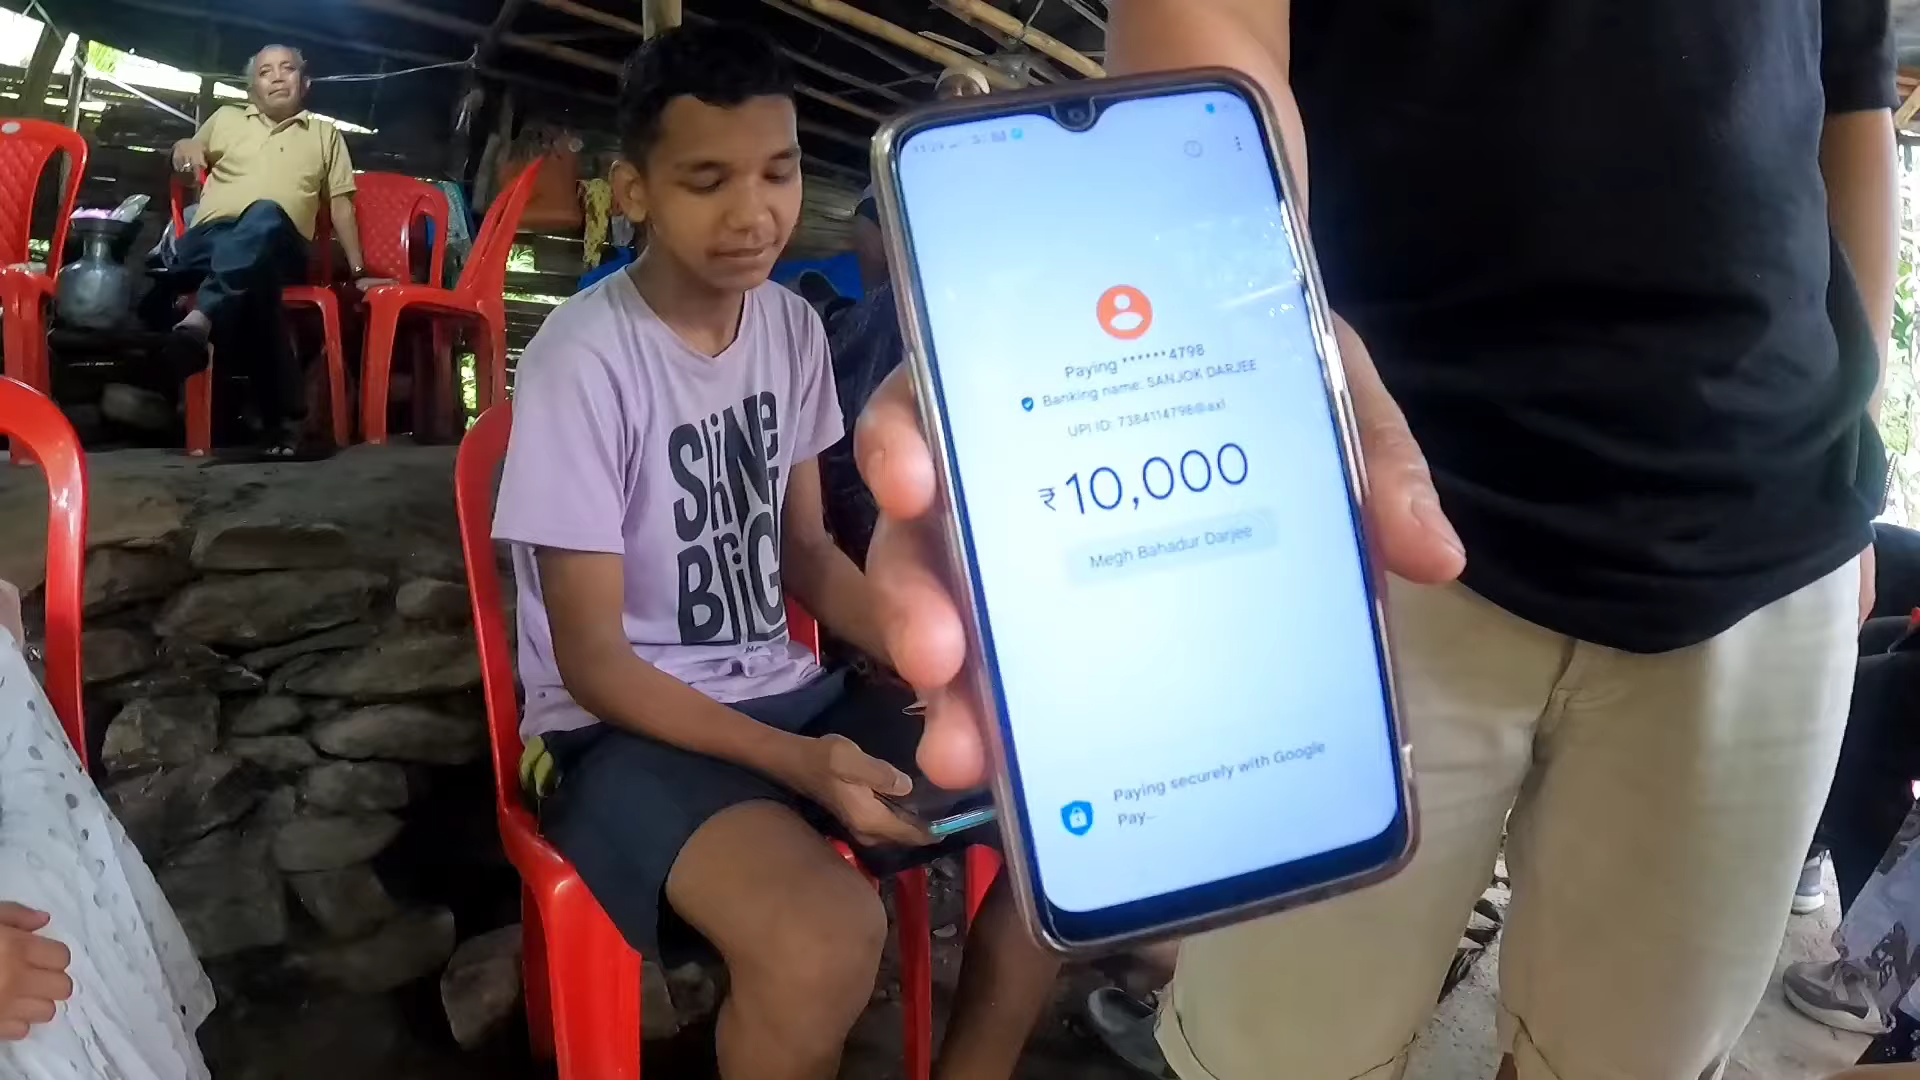 Paying ******4798
Banking name: SANJOK DARJEE
UPI ID: 7384114798@axl
₹10,000
Megh Bahadur Darjee
Paying securely with Google
Pay...
SHiNe
BriG